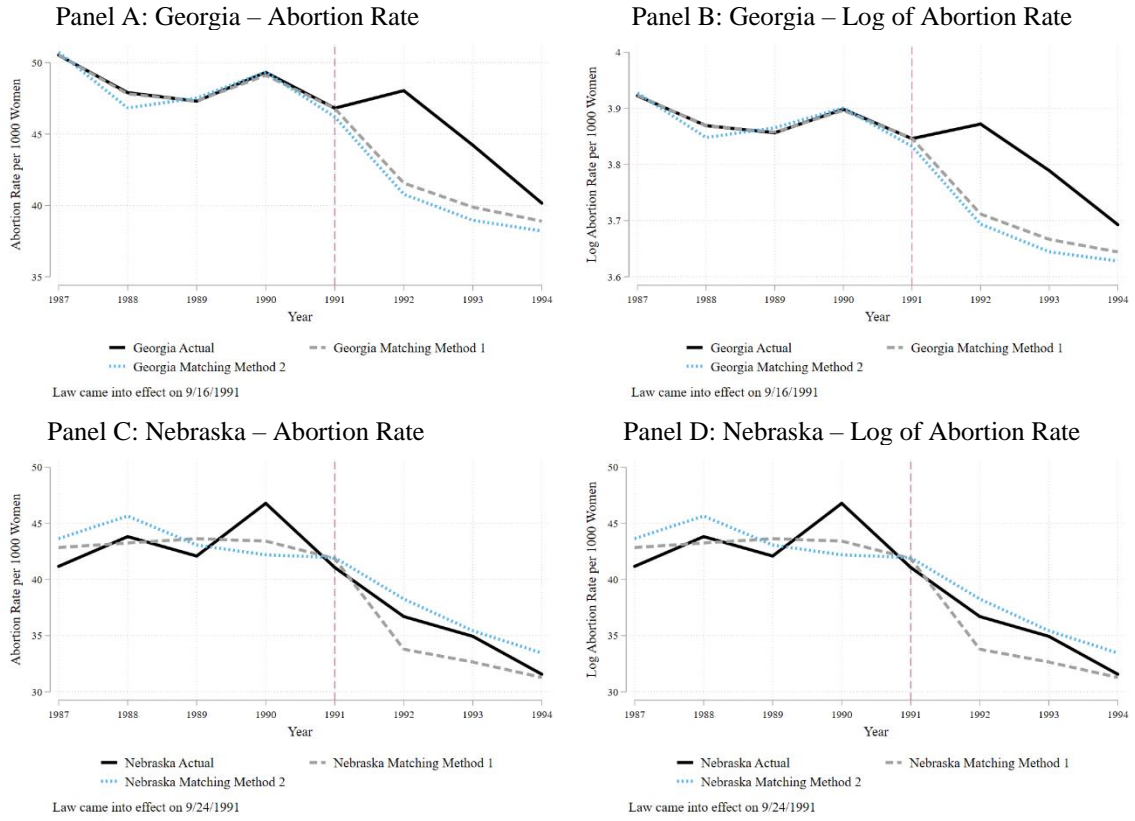 Panel A: Georgia – Abortion Rate
Abortion Rate per 1000 Women
50
45
40
35
1987 1988 1989 1990 1991 1992 1993 1994
Year
Georgia Actual Georgia Matching Method 1
Georgia Matching Method 2
Law came into effect on 9/16/1991
Panel B: Georgia – Log of Abortion Rate
Log Abortion Rate per 1000 Women
4
3.9
3.8
3.7
3.6
1987 1988 1989 1990 1991 1992 1993 1994
Year
Georgia Actual Georgia Matching Method 1
Georgia Matching Method 2
Law came into effect on 9/16/1991
Panel C: Nebraska – Abortion Rate
Abortion Rate per 1000 Women
50
45
40
35
30
1987 1988 1989 1990 1991 1992 1993 1994
Year
Nebraska Actual Nebraska Matching Method 1
Nebraska Matching Method 2
Law came into effect on 9/24/1991
Panel D: Nebraska – Log of Abortion Rate
Log Abortion Rate per 1000 Women
50
45
40
35
30
1987 1988 1989 1990 1991 1992 1993 1994
Year
Nebraska Actual Nebraska Matching Method 1
Nebraska Matching Method 2
Law came into effect on 9/24/1991